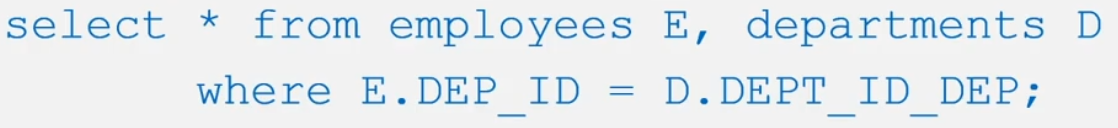 select * from employees E, departments D
where E.DEP_ID = D.DEPT_ID_DEP;